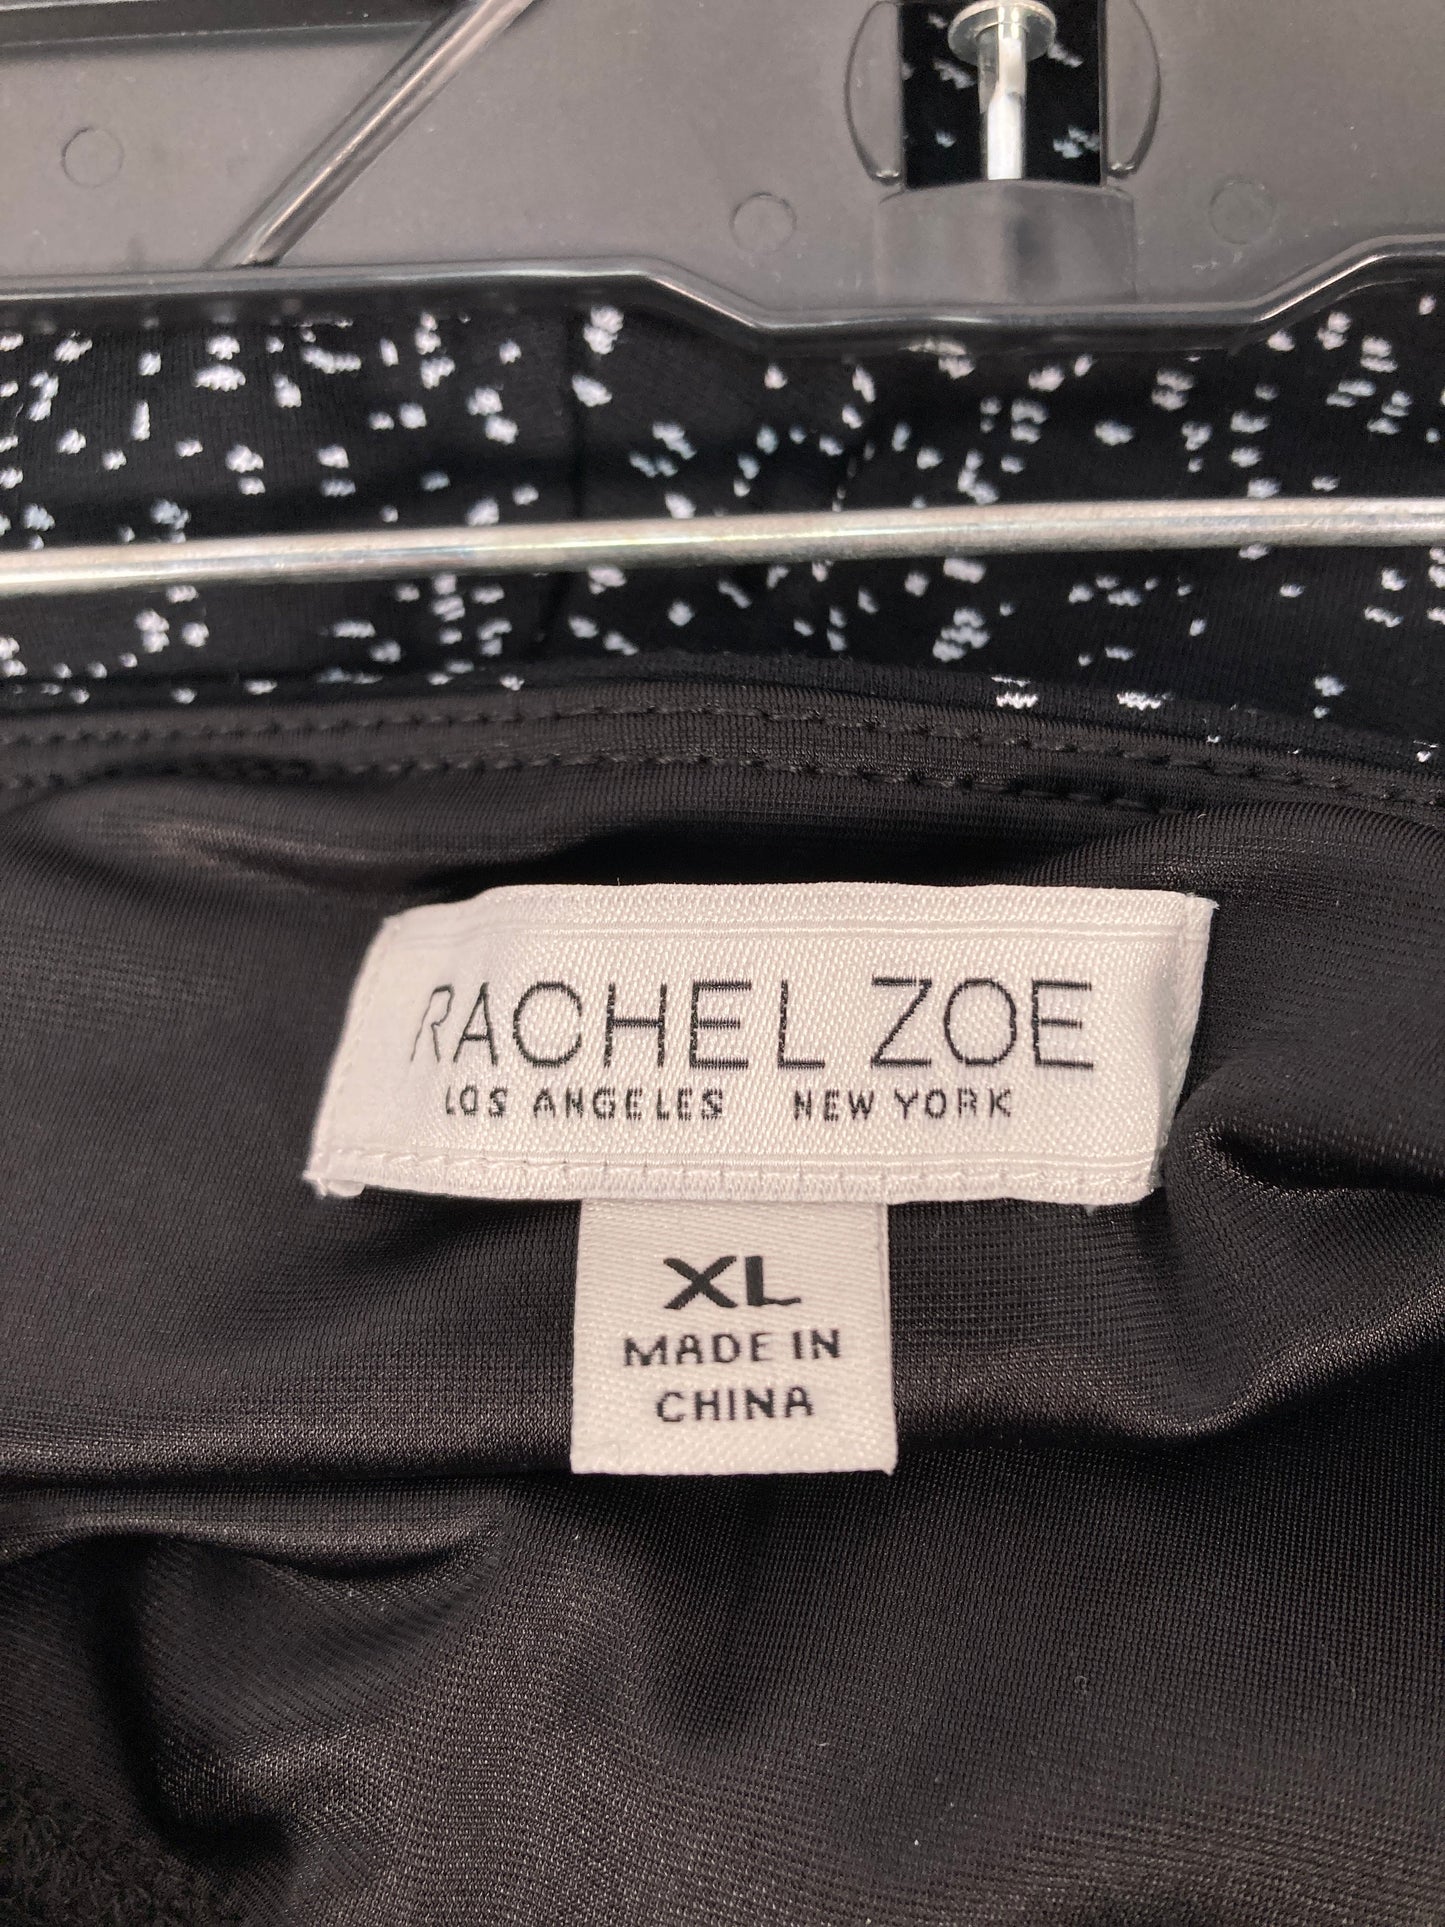 RACHEL ZOE
LOS ANGELES NEW YORK
XL
MADE IN
CHINA